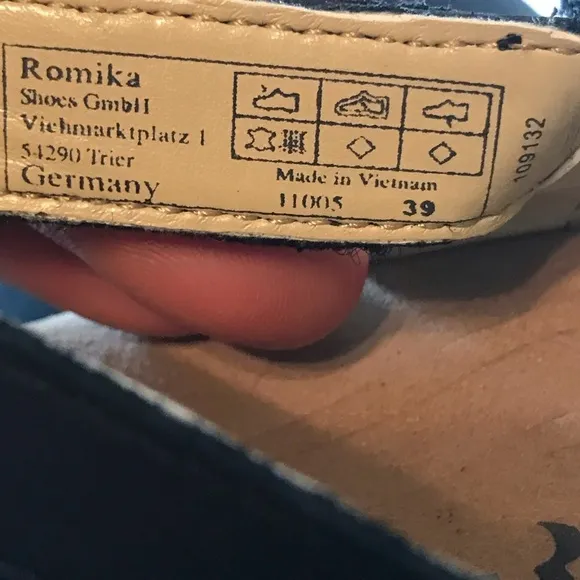 Romika
Shoes GmbH
Viehmarktplatz 1
54290 Trier
Germany
Made in Vietnam
11005 39
109132